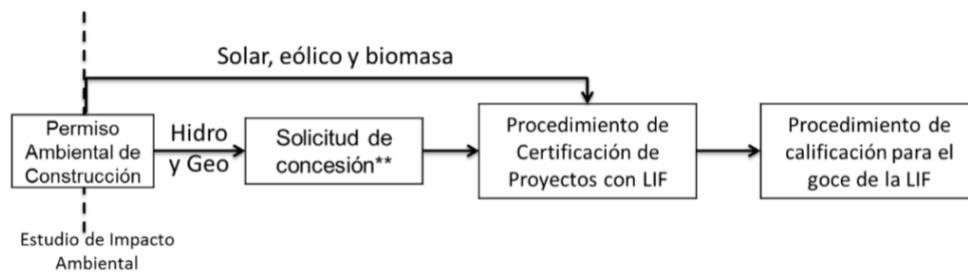 Solar, eólico y biomasa
Permiso
Ambiental de
Construcción
Hidro
y Geo
Solicitud de
concesión**
Procedimiento de
Certificación de
Proyectos con LIF
Procedimiento de
calificación para el
goce de la LIF
Estudio de Impacto
Ambiental